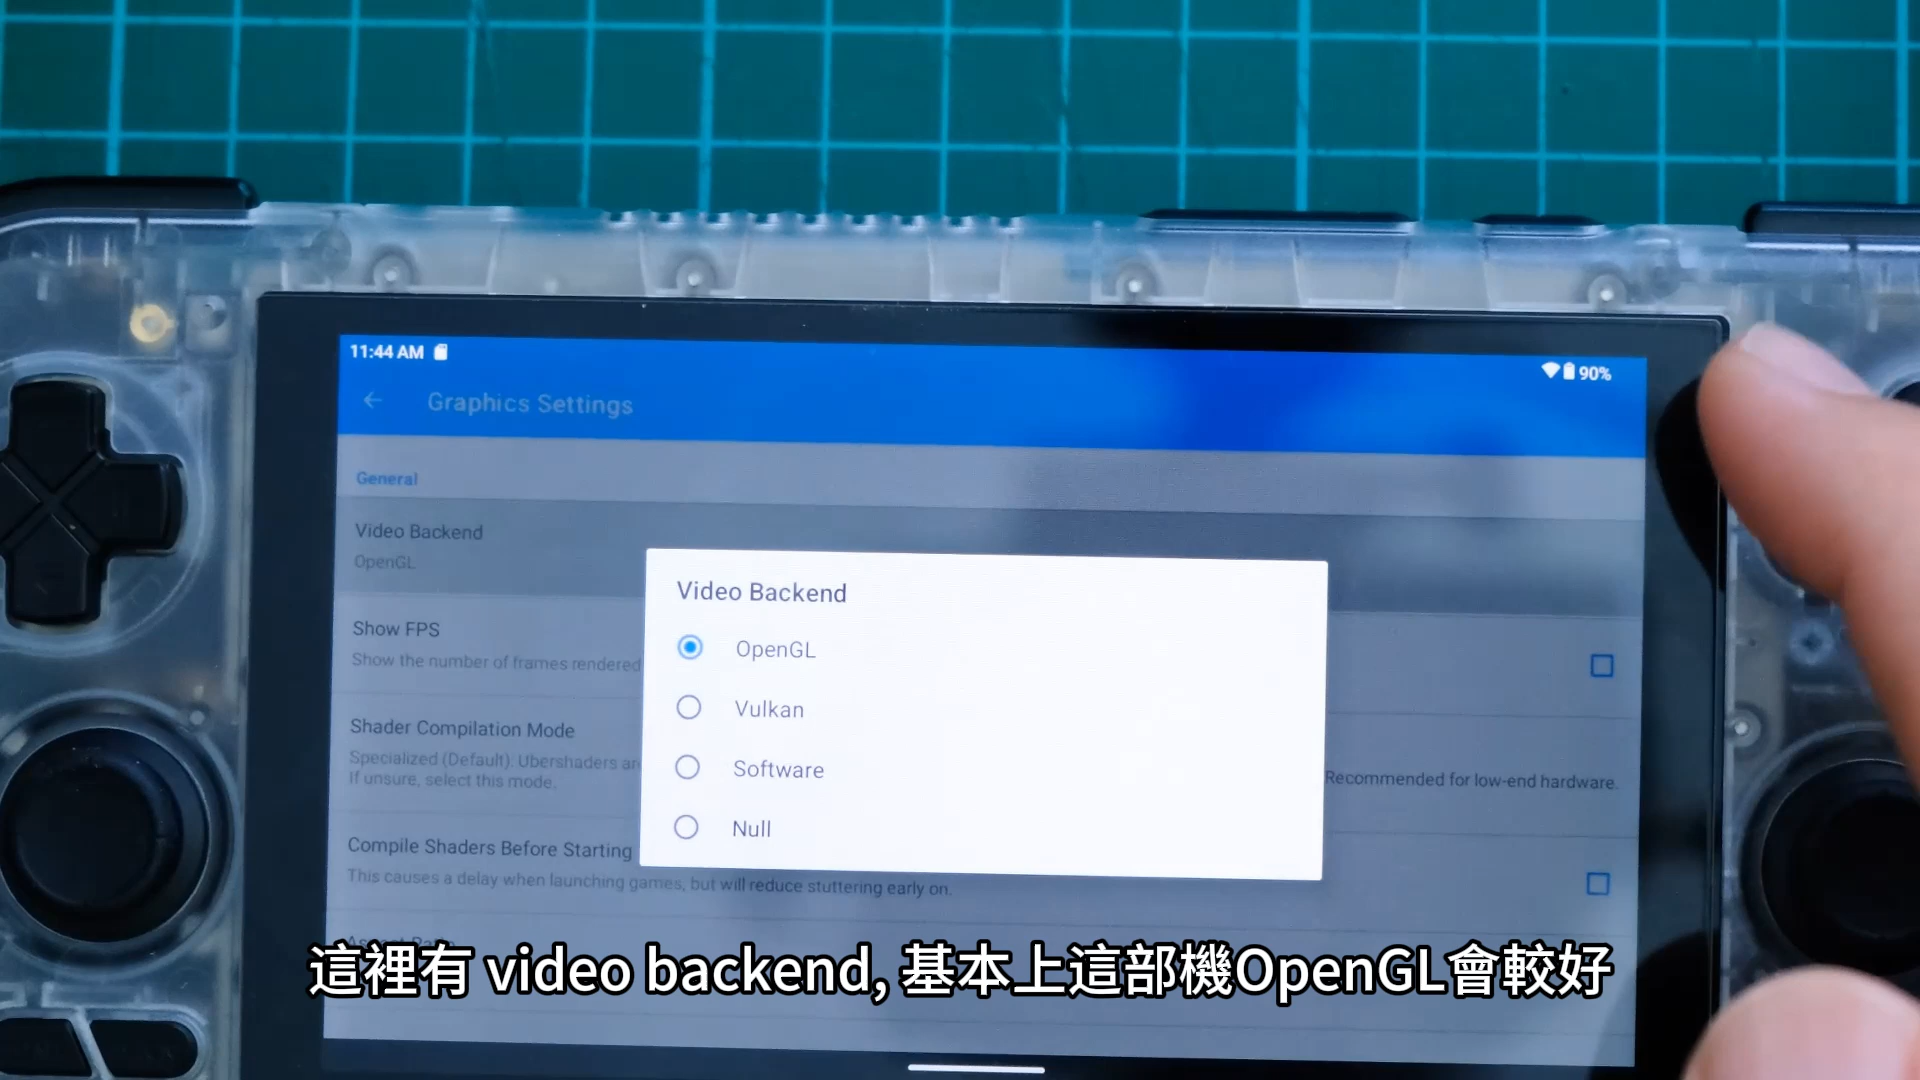 11:44 AM
90%
Graphics Settings
General
Video Backend
OpenGL
Show FPS
Show the number of frames rendered
Shader Compilation Mode
Specialized (Default): Ubershaders are
If unsure, select this mode.
Recommended for low-end hardware.
Compile Shaders Before Starting
This causes a delay when launching games, but will reduce stuttering early on.
Video Backend
OpenGL
Vulkan
Software
Null
這裡有 video backend, 基本上這部機OpenGL會較好